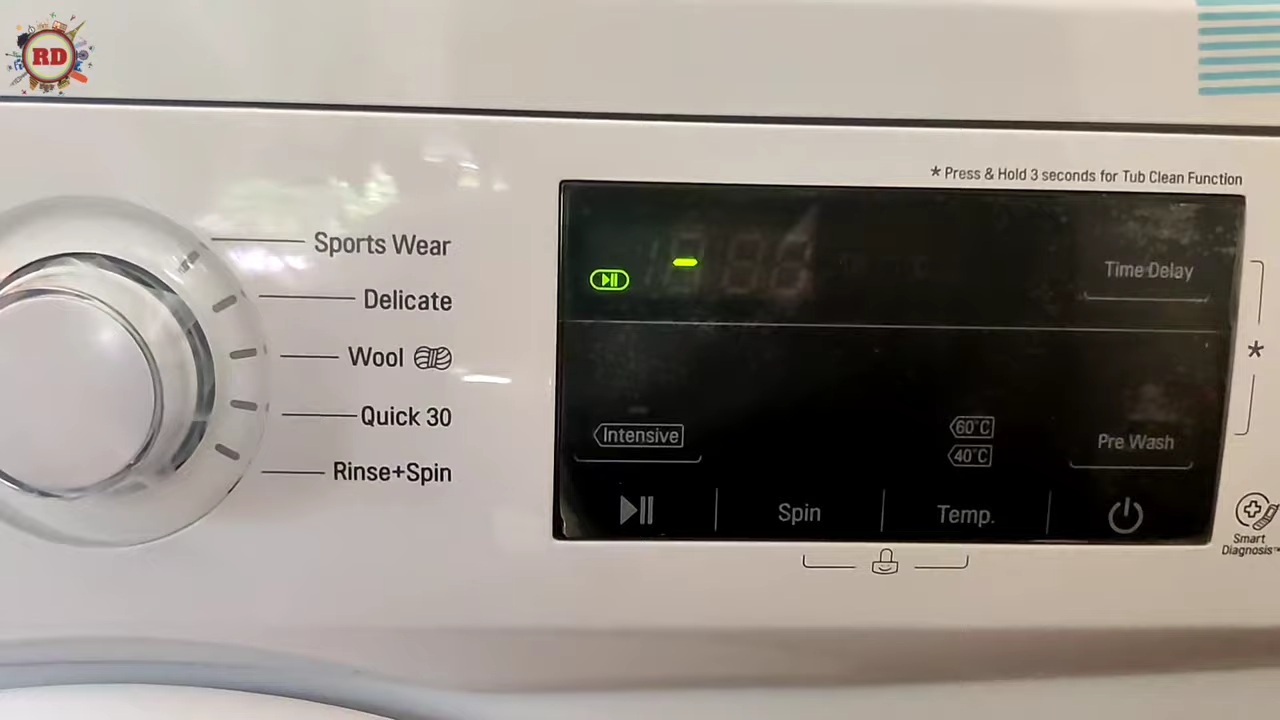 RD
* Press & Hold 3 seconds for Tub Clean Function
Sports Wear
Delicate
Wool
Quick 30
Rinse+Spin
Time Delay
*
Intensive
60°C
40°C
Pre Wash
Spin
Temp.
Smart
Diagnosis™